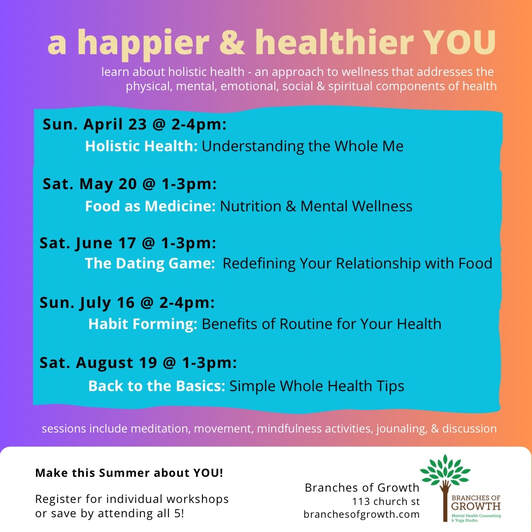 a happier & healthier YOU
learn about holistic health - an approach to wellness that addresses the
physical, mental, emotional, social & spiritual components of health
Sun. April 23 @ 2-4pm:
Holistic Health: Understanding the Whole Me
Sat. May 20 @ 1-3pm:
Food as Medicine: Nutrition & Mental Wellness
Sat. June 17 @ 1-3pm:
The Dating Game: Redefining Your Relationship with Food
Sun. July 16 @ 2-4pm:
Habit Forming: Benefits of Routine for Your Health
Sat. August 19 @ 1-3pm:
Back to the Basics: Simple Whole Health Tips
sessions include meditation, movement, mindfulness activities, jounaling, & discussion
Make this Summer about YOU!
Register for individual workshops
or save by attending all 5!
Branches of Growth
113 church st
branchesofgrowth.com
BRANCHES OF
GROWTH
Mental Health Counseling
& Yoga Studio